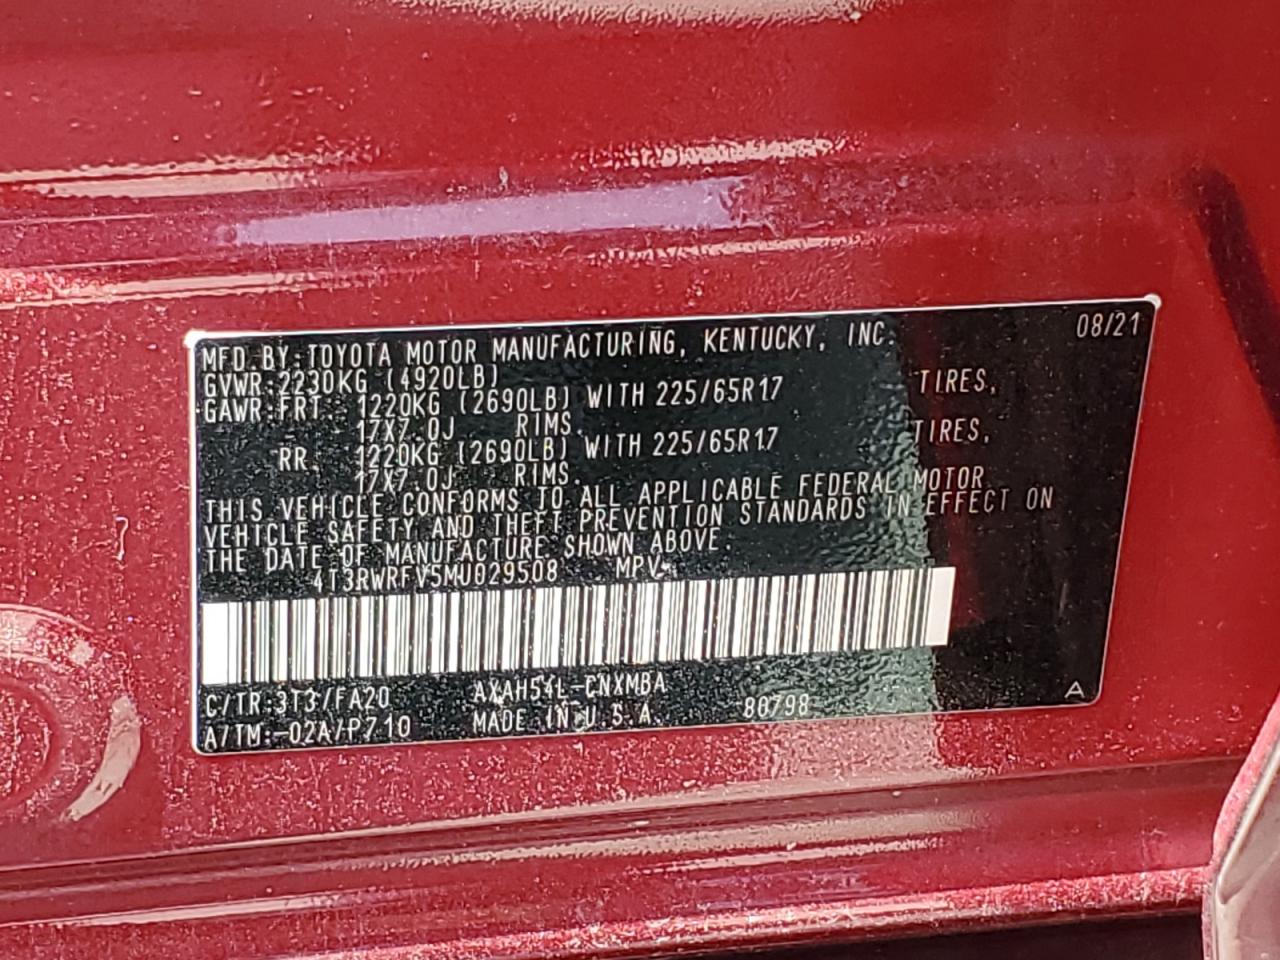 MFD.BY:TOYOTA MOTOR MANUFACTURING, KENTUCKY, INC. 08/21
GVWR:2230KG (4920LB)
GAWR:FRT. 1220KG (2690LB) WITH 225/65R17 TIRES,
17X7.0J RIMS.
RR. 1220KG (2690LB) WITH 225/65R17 TIRES,
17X7.0J RIMS.
THIS VEHICLE CONFORMS TO ALL APPLICABLE FEDERAL MOTOR
VEHICLE SAFETY AND THEFT PREVENTION STANDARDS IN EFFECT ON
THE DATE OF MANUFACTURE SHOWN ABOVE.
4T3RWRFV5MU029508 MPV
C/TR:3T3/FA20 AXAH54L-CNXMBA
A/TM:-02A/P710 MADE IN U.S.A. 80798 A